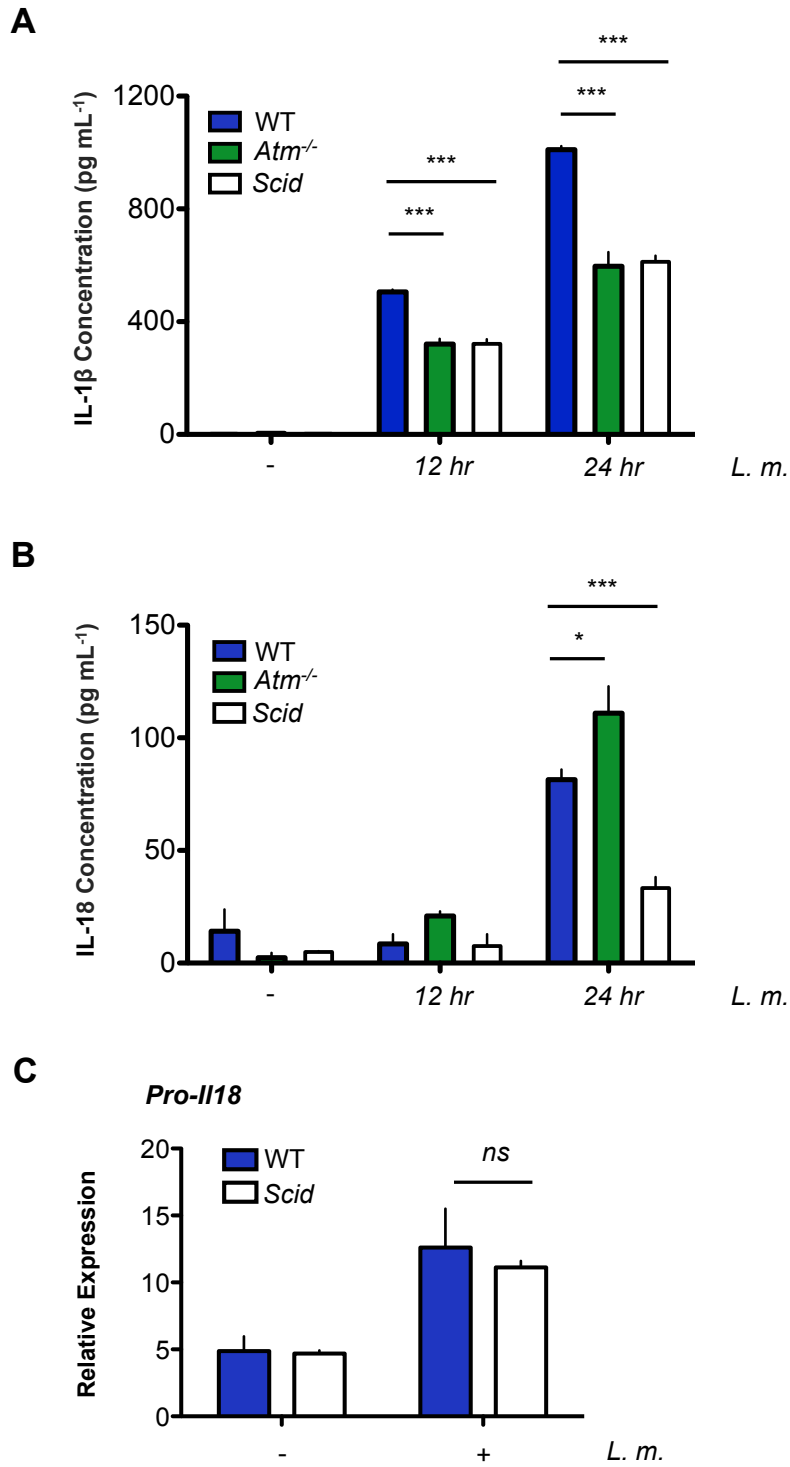 A
IL-1β Concentration (pg mL⁻¹)
1200
800
400
0
WT
Atm⁻/⁻
Scid
***
***
***
***
-
12 hr
24 hr
L. m.
B
IL-18 Concentration (pg mL⁻¹)
150
100
50
0
WT
Atm⁻/⁻
Scid
***
*
-
12 hr
24 hr
L. m.
C
Pro-Il18
Relative Expression
20
15
10
5
0
WT
Scid
ns
-
+
L. m.